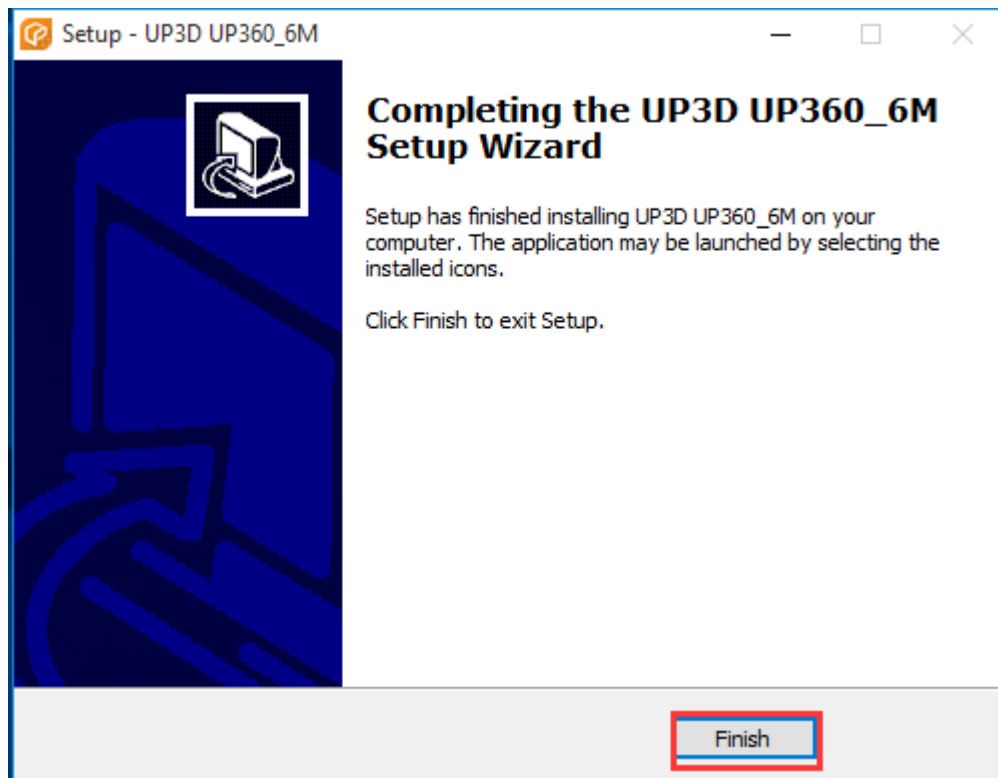 Setup - UP3D UP360_6M
Completing the UP3D UP360_6M
Setup Wizard
Setup has finished installing UP3D UP360_6M on your
computer. The application may be launched by selecting the
installed icons.
Click Finish to exit Setup.
Finish